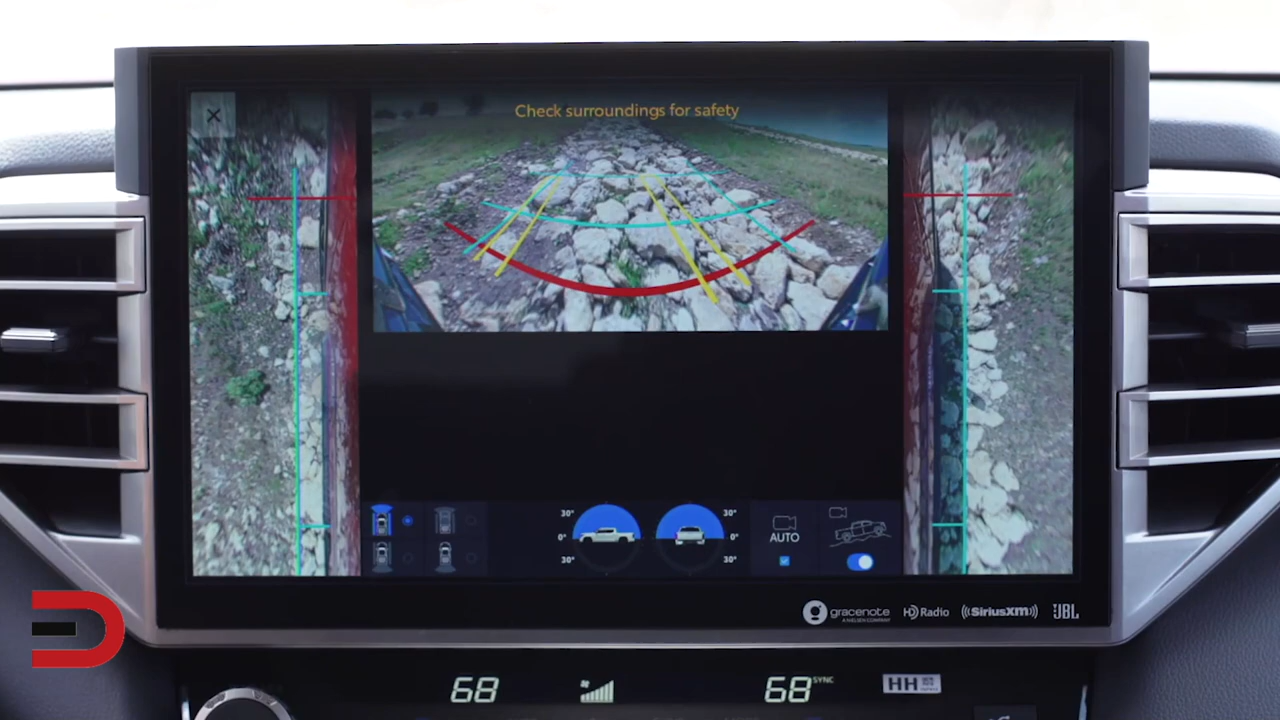 Check surroundings for safety
30°
0°
30°
30°
0°
30°
AUTO
gracenote
A NIELSEN COMPANY
HD Radio
((SiriusXM))
JBL
68
68 SYNC
HH